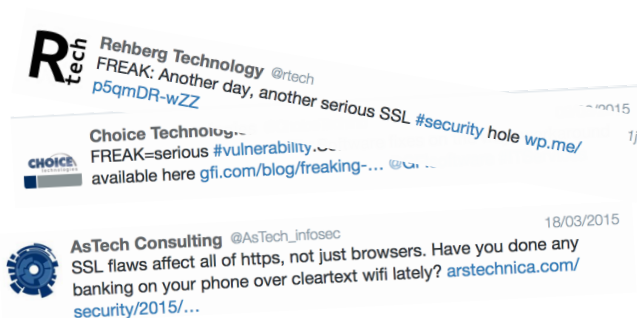 R
tech
Rehberg Technology @rtech
FREAK: Another day, another serious SSL #security hole wp.me/
p5qmDR-wZZ
Choice
FREAK=serious #vulnerability.
available here gfi.com/blog/freaking-…
CHOICE
technologies
18/03/2015
AsTech Consulting @AsTech_infosec
SSL flaws affect all of https, not just browsers. Have you done any
banking on your phone over cleartext wifi lately? arstechnica.com/
security/2015/…